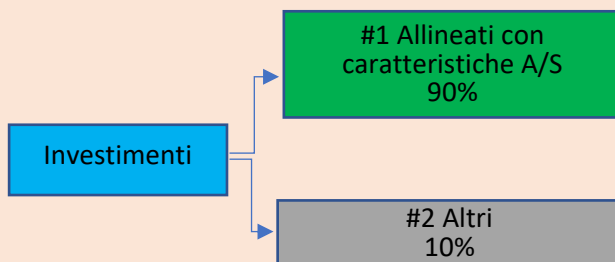 #1 Allineati con
caratteristiche A/S
90%
Investimenti
#2 Altri
10%